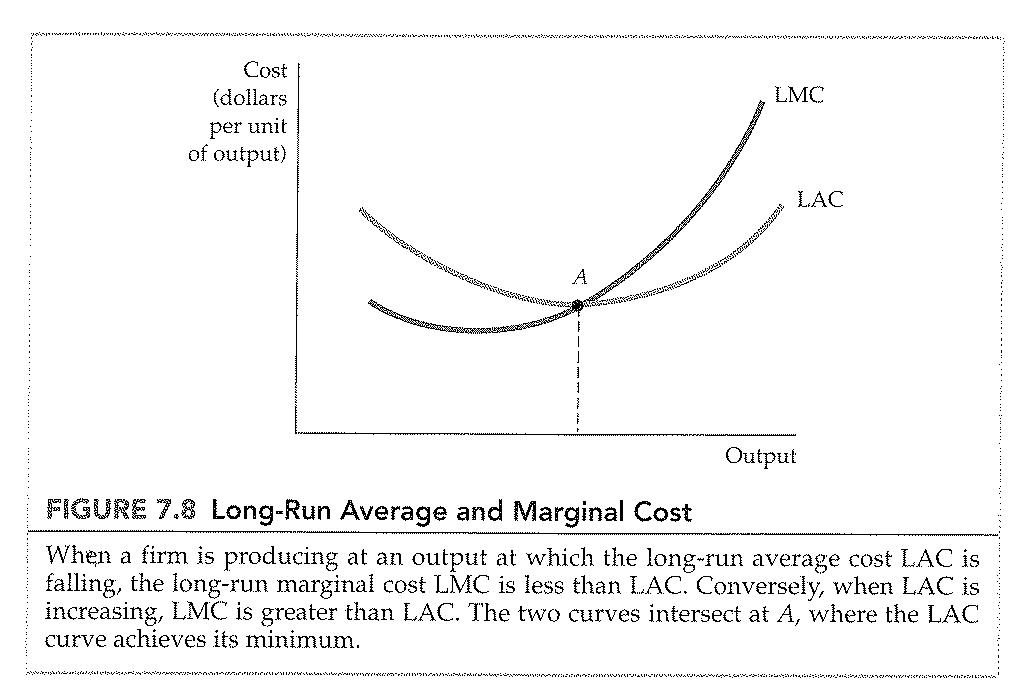 Cost
(dollars
per unit
of output)
LMC
LAC
A
Output
FIGURE 7.8 Long-Run Average and Marginal Cost
When a firm is producing at an output at which the long-run average cost LAC is
falling, the long-run marginal cost LMC is less than LAC. Conversely, when LAC is
increasing, LMC is greater than LAC. The two curves intersect at A, where the LAC
curve achieves its minimum.